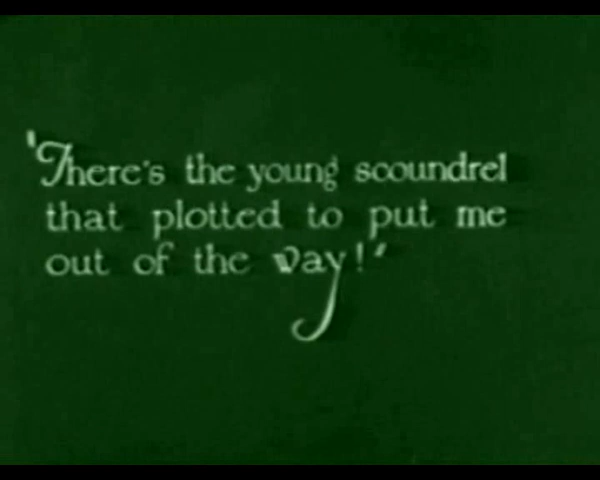 "There's the young scoundrel
that plotted to put me
out of the way!"